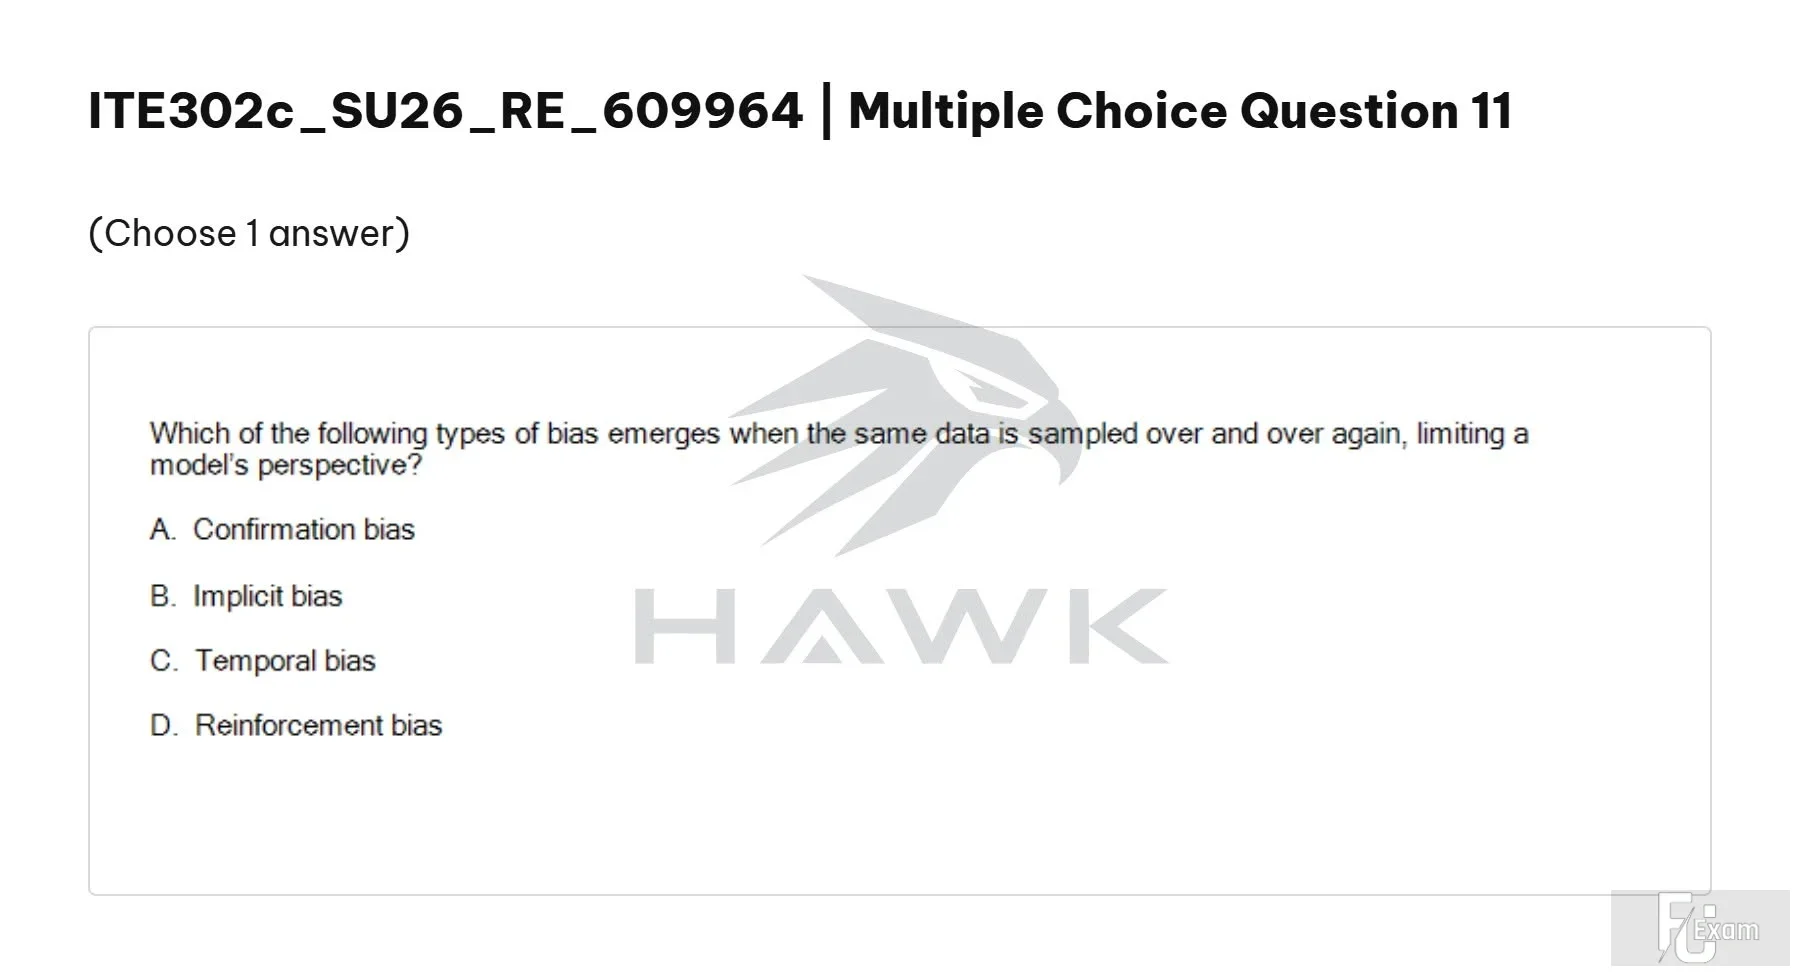 ITE302c_SU26_RE_609964 | Multiple Choice Question 11
(Choose 1 answer)
Which of the following types of bias emerges when the same data is sampled over and over again, limiting a
model's perspective?
A. Confirmation bias
B. Implicit bias
C. Temporal bias
D. Reinforcement bias
HAWK
FU Exam